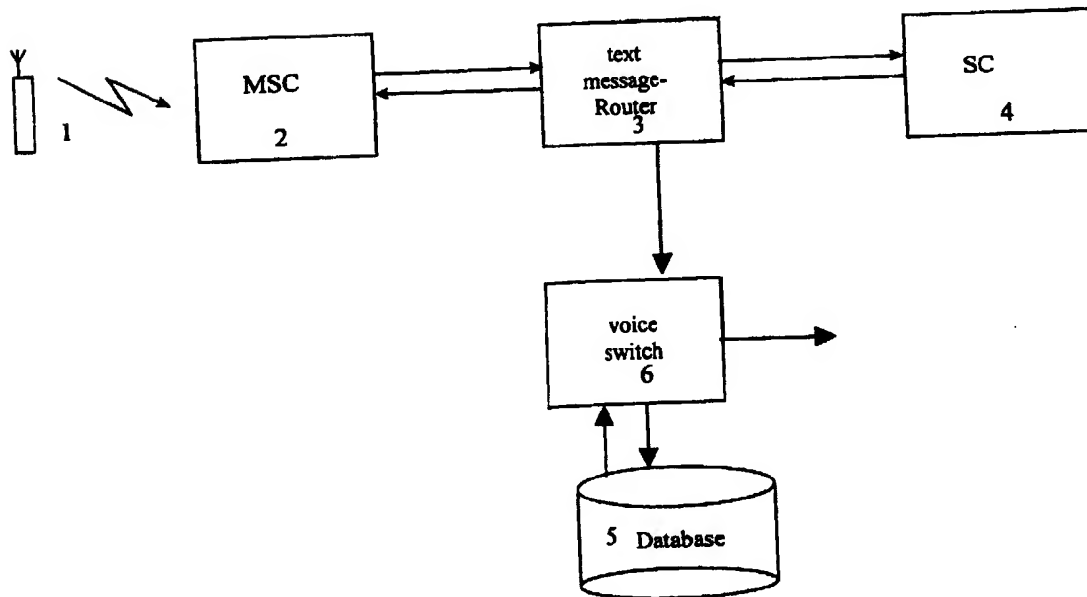 MSC
2
text
message-
Router
3
SC
4
1
voice
switch
6
5 Database